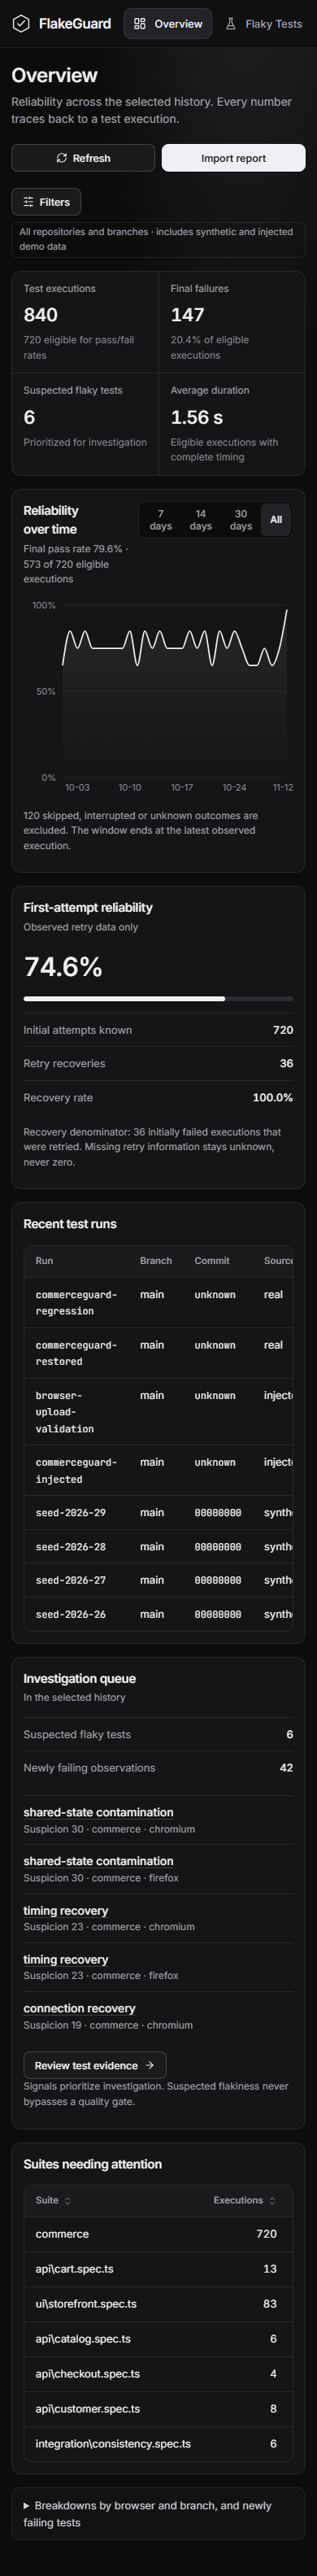 FlakeGuard
Overview
Flaky Tests
Overview
Reliability across the selected history. Every number
traces back to a test execution.
Refresh
Import report
Filters
All repositories and branches · includes synthetic and injected
demo data
Test executions
840
720 eligible for pass/fail
rates
Final failures
147
20.4% of eligible
executions
Suspected flaky tests
6
Prioritized for investigation
Average duration
1.56 s
Eligible executions with
complete timing
Reliability
over time
Final pass rate 79.6% ·
573 of 720 eligible
executions
7
days
14
days
30
days
All
100%
50%
0%
10-03
10-10
10-17
10-24
11-12
120 skipped, interrupted or unknown outcomes are
excluded. The window ends at the latest observed
execution.
First-attempt reliability
Observed retry data only
74.6%
Initial attempts known 720
Retry recoveries 36
Recovery rate 100.0%
Recovery denominator: 36 initially failed executions that
were retried. Missing retry information stays unknown,
never zero.
Recent test runs
Run Branch Commit Source
commerceguard-
regression
main unknown real
commerceguard-
restored
main unknown real
browser-
upload-
validation
main unknown injecte
commerceguard-
injected
main unknown injecte
seed-2026-29 main 00000000 synthe
seed-2026-28 main 00000000 synthe
seed-2026-27 main 00000000 synthe
seed-2026-26 main 00000000 synthe
Investigation queue
In the selected history
Suspected flaky tests 6
Newly failing observations 42
shared-state contamination
Suspicion 30 · commerce · chromium
shared-state contamination
Suspicion 30 · commerce · firefox
timing recovery
Suspicion 23 · commerce · chromium
timing recovery
Suspicion 23 · commerce · firefox
connection recovery
Suspicion 19 · commerce · chromium
Review test evidence
Signals prioritize investigation. Suspected flakiness never
bypasses a quality gate.
Suites needing attention
Suite Executions
commerce 720
api\cart.spec.ts 13
ui\storefront.spec.ts 83
api\catalog.spec.ts 6
api\checkout.spec.ts 4
api\customer.spec.ts 8
integration\consistency.spec.ts 6
Breakdowns by browser and branch, and newly
failing tests